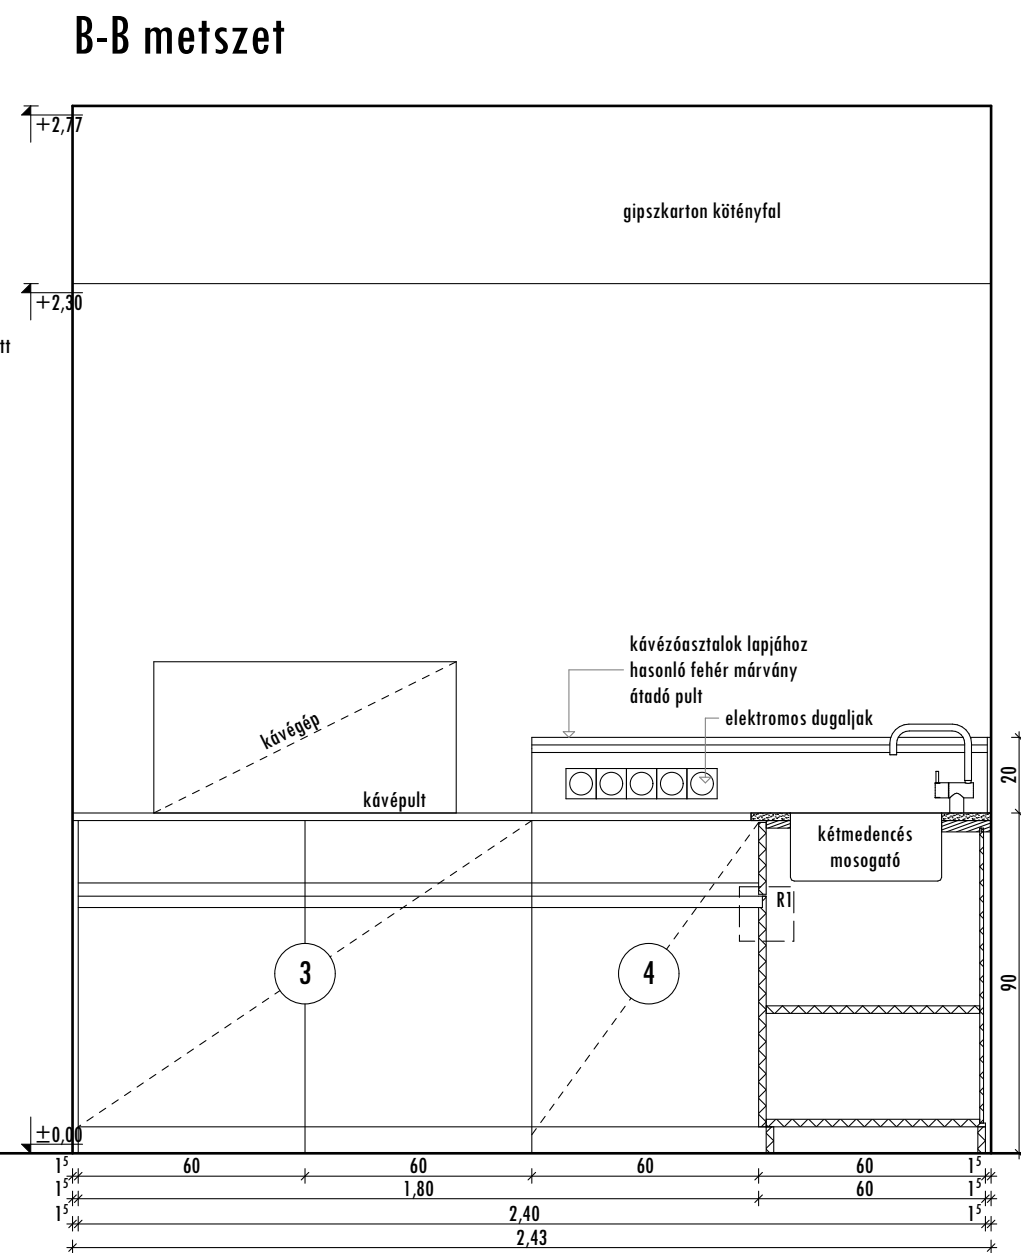 B-B metszet
+2,77
gipszkarton kötényfal
+2,30
tt
kávézóasztalok lapjához
hasonló fehér márvány
átadó pult
elektromos dugaljak
kávégép
20
kávépult
kétmedencés
mosogató
R1
3
4
90
±0,00
1⁵ 60 60 60 60 1⁵
1⁵ 1,80 60 1⁵
1⁵ 2,40 1⁵
2,43